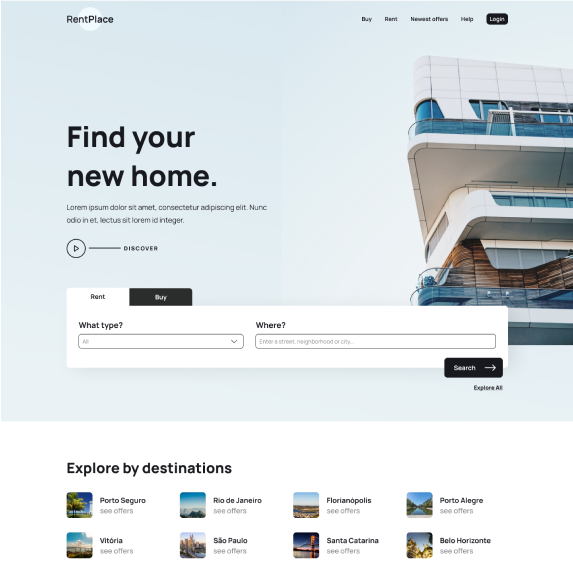 RentPlace
Buy Rent Newest offers Help Login
Find your
new home.
Lorem ipsum dolor sit amet, consectetur adipiscing elit. Nunc
odio in et, lectus sit lorem id integer.
DISCOVER
Rent Buy
What type? Where?
All Enter a street, neighborhood or city...
Search
Explore All
Explore by destinations
Porto Seguro Rio de Janeiro Florianópolis Porto Alegre
see offers see offers see offers see offers
Vitória São Paulo Santa Catarina Belo Horizonte
see offers see offers see offers see offers